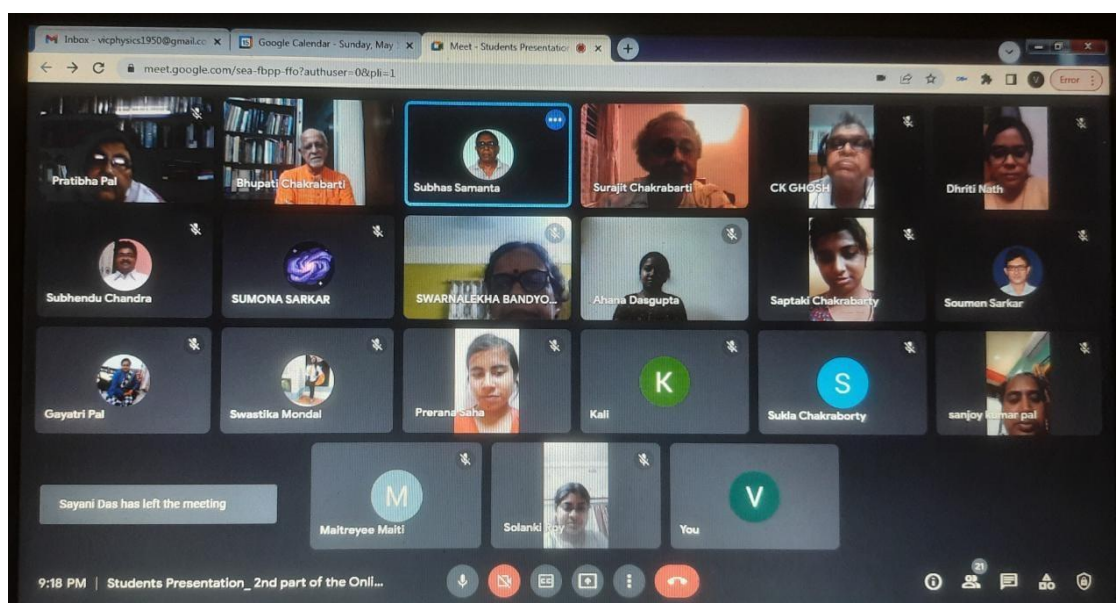 Inbox - vicphysics1950@gmail.co
Google Calendar - Sunday, May
Meet - Students Presentation
meet.google.com/sea-fbpp-ffo?authuser=0&pli=1
V
Error
Pratibha Pal
Bhupati Chakrabarti
Subhas Samanta
Surajit Chakrabarti
CK GHOSH
Dhriti Nath
Subhendu Chandra
SUMONA SARKAR
SWARNALEKHA BANDYO...
Ahana Dasgupta
Saptaki Chakrabarty
Soumen Sarkar
Gayatri Pal
Swastika Mondal
Prerana Saha
K
Kali
S
Sukla Chakraborty
sanjoy kumar pal
Sayani Das has left the meeting
M
Maitreyee Maiti
Solanki Roy
V
You
9:18 PM | Students Presentation_ 2nd part of the Onli...
21